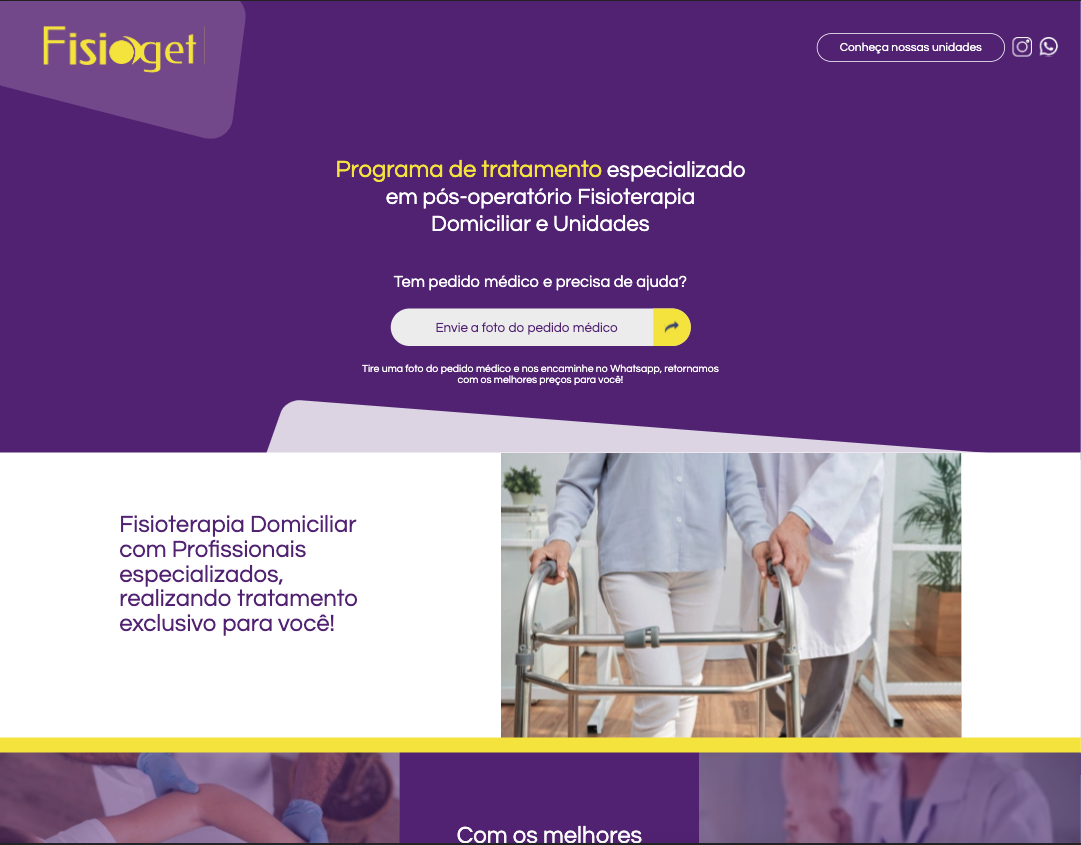 Fisioget
Conheça nossas unidades
Programa de tratamento especializado
em pós-operatório Fisioterapia
Domiciliar e Unidades
Tem pedido médico e precisa de ajuda?
Envie a foto do pedido médico
Tire uma foto do pedido médico e nos encaminhe no Whatsapp, retornamos
com os melhores preços para você!
Fisioterapia Domiciliar
com Profissionais
especializados,
realizando tratamento
exclusivo para você!
Com os melhores